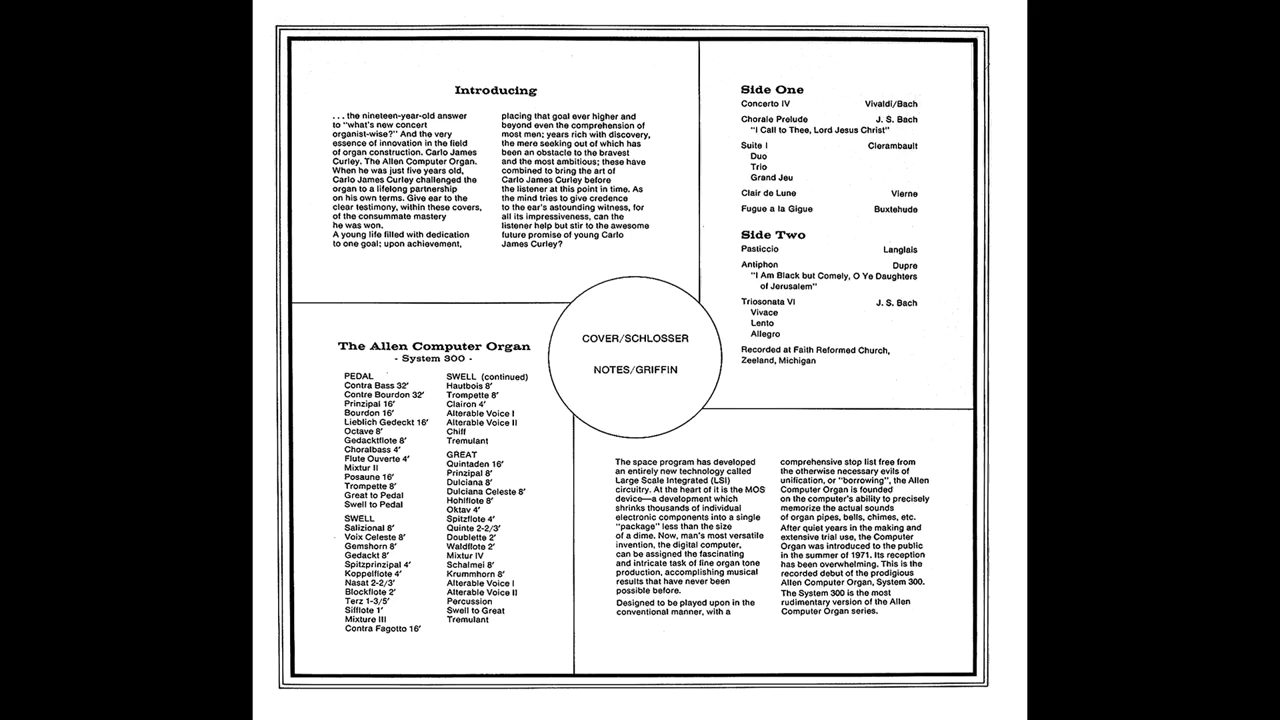 Introducing
. . . the nineteen-year-old answer
to "what's new concert
organist-wise?" And the very
essence of innovation in the field
of organ construction. Carlo James
Curley. The Allen Computer Organ.
When he was just five years old,
Carlo James Curley challenged the
organ to a lifelong partnership
on his own terms. Give ear to the
clear testimony, within these covers,
of the consummate mastery
he was won.
A young life filled with dedication
to one goal; upon achievement,
placing that goal ever higher and
beyond even the comprehension of
most men; years rich with discovery,
the mere seeking out of which has
been an obstacle to the bravest
and the most ambitious; these have
combined to bring the art of
Carlo James Curley before
the listener at this point in time. As
the mind tries to give credence
to the ear's astounding witness, for
all its impressiveness, can the
listener help but stir to the awesome
future promise of young Carlo
James Curley?
Side One
Concerto IV Vivaldi/Bach
Chorale Prelude J. S. Bach
"I Call to Thee, Lord Jesus Christ"
Suite I Clerambault
Duo
Trio
Grand Jeu
Clair de Lune Vierne
Fugue a la Gigue Buxtehude
Side Two
Pasticcio Langlais
Antiphon Dupre
"I Am Black but Comely, O Ye Daughters
of Jerusalem"
Triosonata VI J. S. Bach
Vivace
Lento
Allegro
Recorded at Faith Reformed Church,
Zeeland, Michigan
COVER/SCHLOSSER
NOTES/GRIFFIN
The Allen Computer Organ
- System 300 -
PEDAL
Contra Bass 32'
Contre Bourdon 32'
Prinzipal 16'
Bourdon 16'
Lieblich Gedeckt 16'
Octave 8'
Gedacktflote 8'
Choralbass 4'
Flute Ouverte 4'
Mixtur II
Posaune 16'
Trompette 8'
Great to Pedal
Swell to Pedal
SWELL
Salizional 8'
Voix Celeste 8'
Gemshorn 8'
Gedackt 8'
Spitzprinzipal 4'
Koppelflote 4'
Nasat 2-2/3'
Blockflote 2'
Terz 1-3/5'
Sifflote 1'
Mixture III
Contra Fagotto 16'
SWELL (continued)
Hautbois 8'
Trompette 8'
Clairon 4'
Alterable Voice I
Alterable Voice II
Chiff
Tremulant
GREAT
Quintaden 16'
Prinzipal 8'
Dulciana 8'
Dulciana Celeste 8'
Hohlflote 8'
Oktav 4'
Spitzflote 4'
Quinte 2-2/3'
Doublette 2'
Waldflote 2'
Mixtur IV
Schalmei 8'
Krummhorn 8'
Alterable Voice I
Alterable Voice II
Percussion
Swell to Great
Tremulant
The space program has developed
an entirely new technology called
Large Scale Integrated (LSI)
circuitry. At the heart of it is the MOS
device—a development which
shrinks thousands of individual
electronic components into a single
"package" less than the size
of a dime. Now, man's most versatile
invention, the digital computer,
can be assigned the fascinating
and intricate task of fine organ tone
production, accomplishing musical
results that have never been
possible before.
Designed to be played upon in the
conventional manner, with a
comprehensive stop list free from
the otherwise necessary evils of
unification, or "borrowing", the Allen
Computer Organ is founded
on the computer's ability to precisely
memorize the actual sounds
of organ pipes, bells, chimes, etc.
After quiet years in the making and
extensive trial use, the Computer
Organ was introduced to the public
in the summer of 1971. Its reception
has been overwhelming. This is the
recorded debut of the prodigious
Allen Computer Organ, System 300.
The System 300 is the most
rudimentary version of the Allen
Computer Organ series.